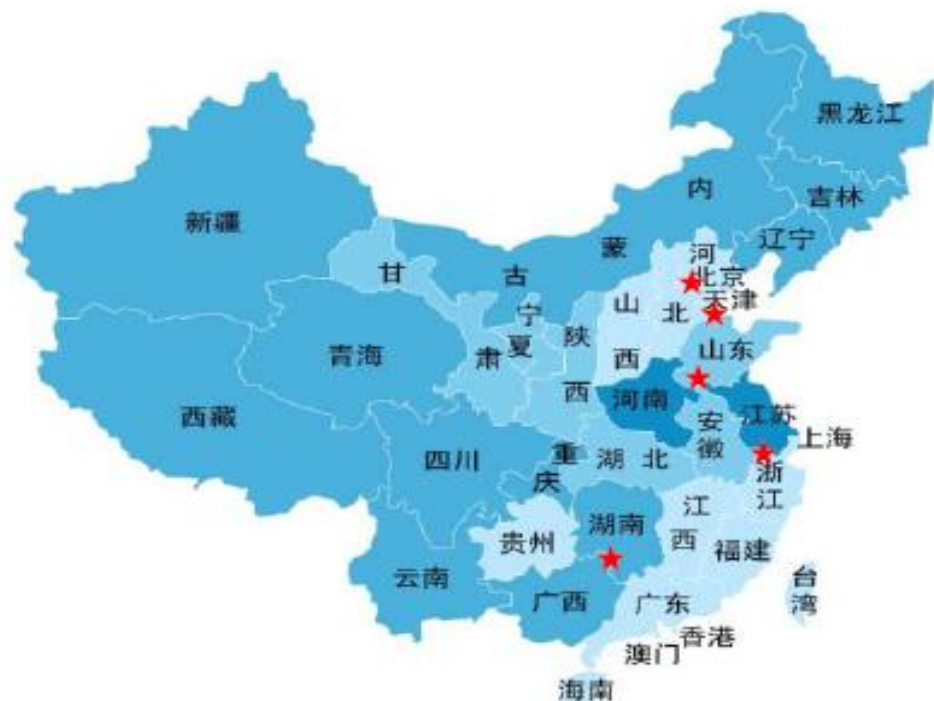 黑龙江
吉林
辽宁
内
蒙
古
新疆
甘
肃
宁
夏
青海
西藏
陕
西
山
西
河
北
北京
天津
山东
河南
江苏
安
徽
上海
浙
江
四川
重
庆
湖北
湖南
江
西
贵州
福建
云南
广西
广东
台
湾
香港
澳门
海南